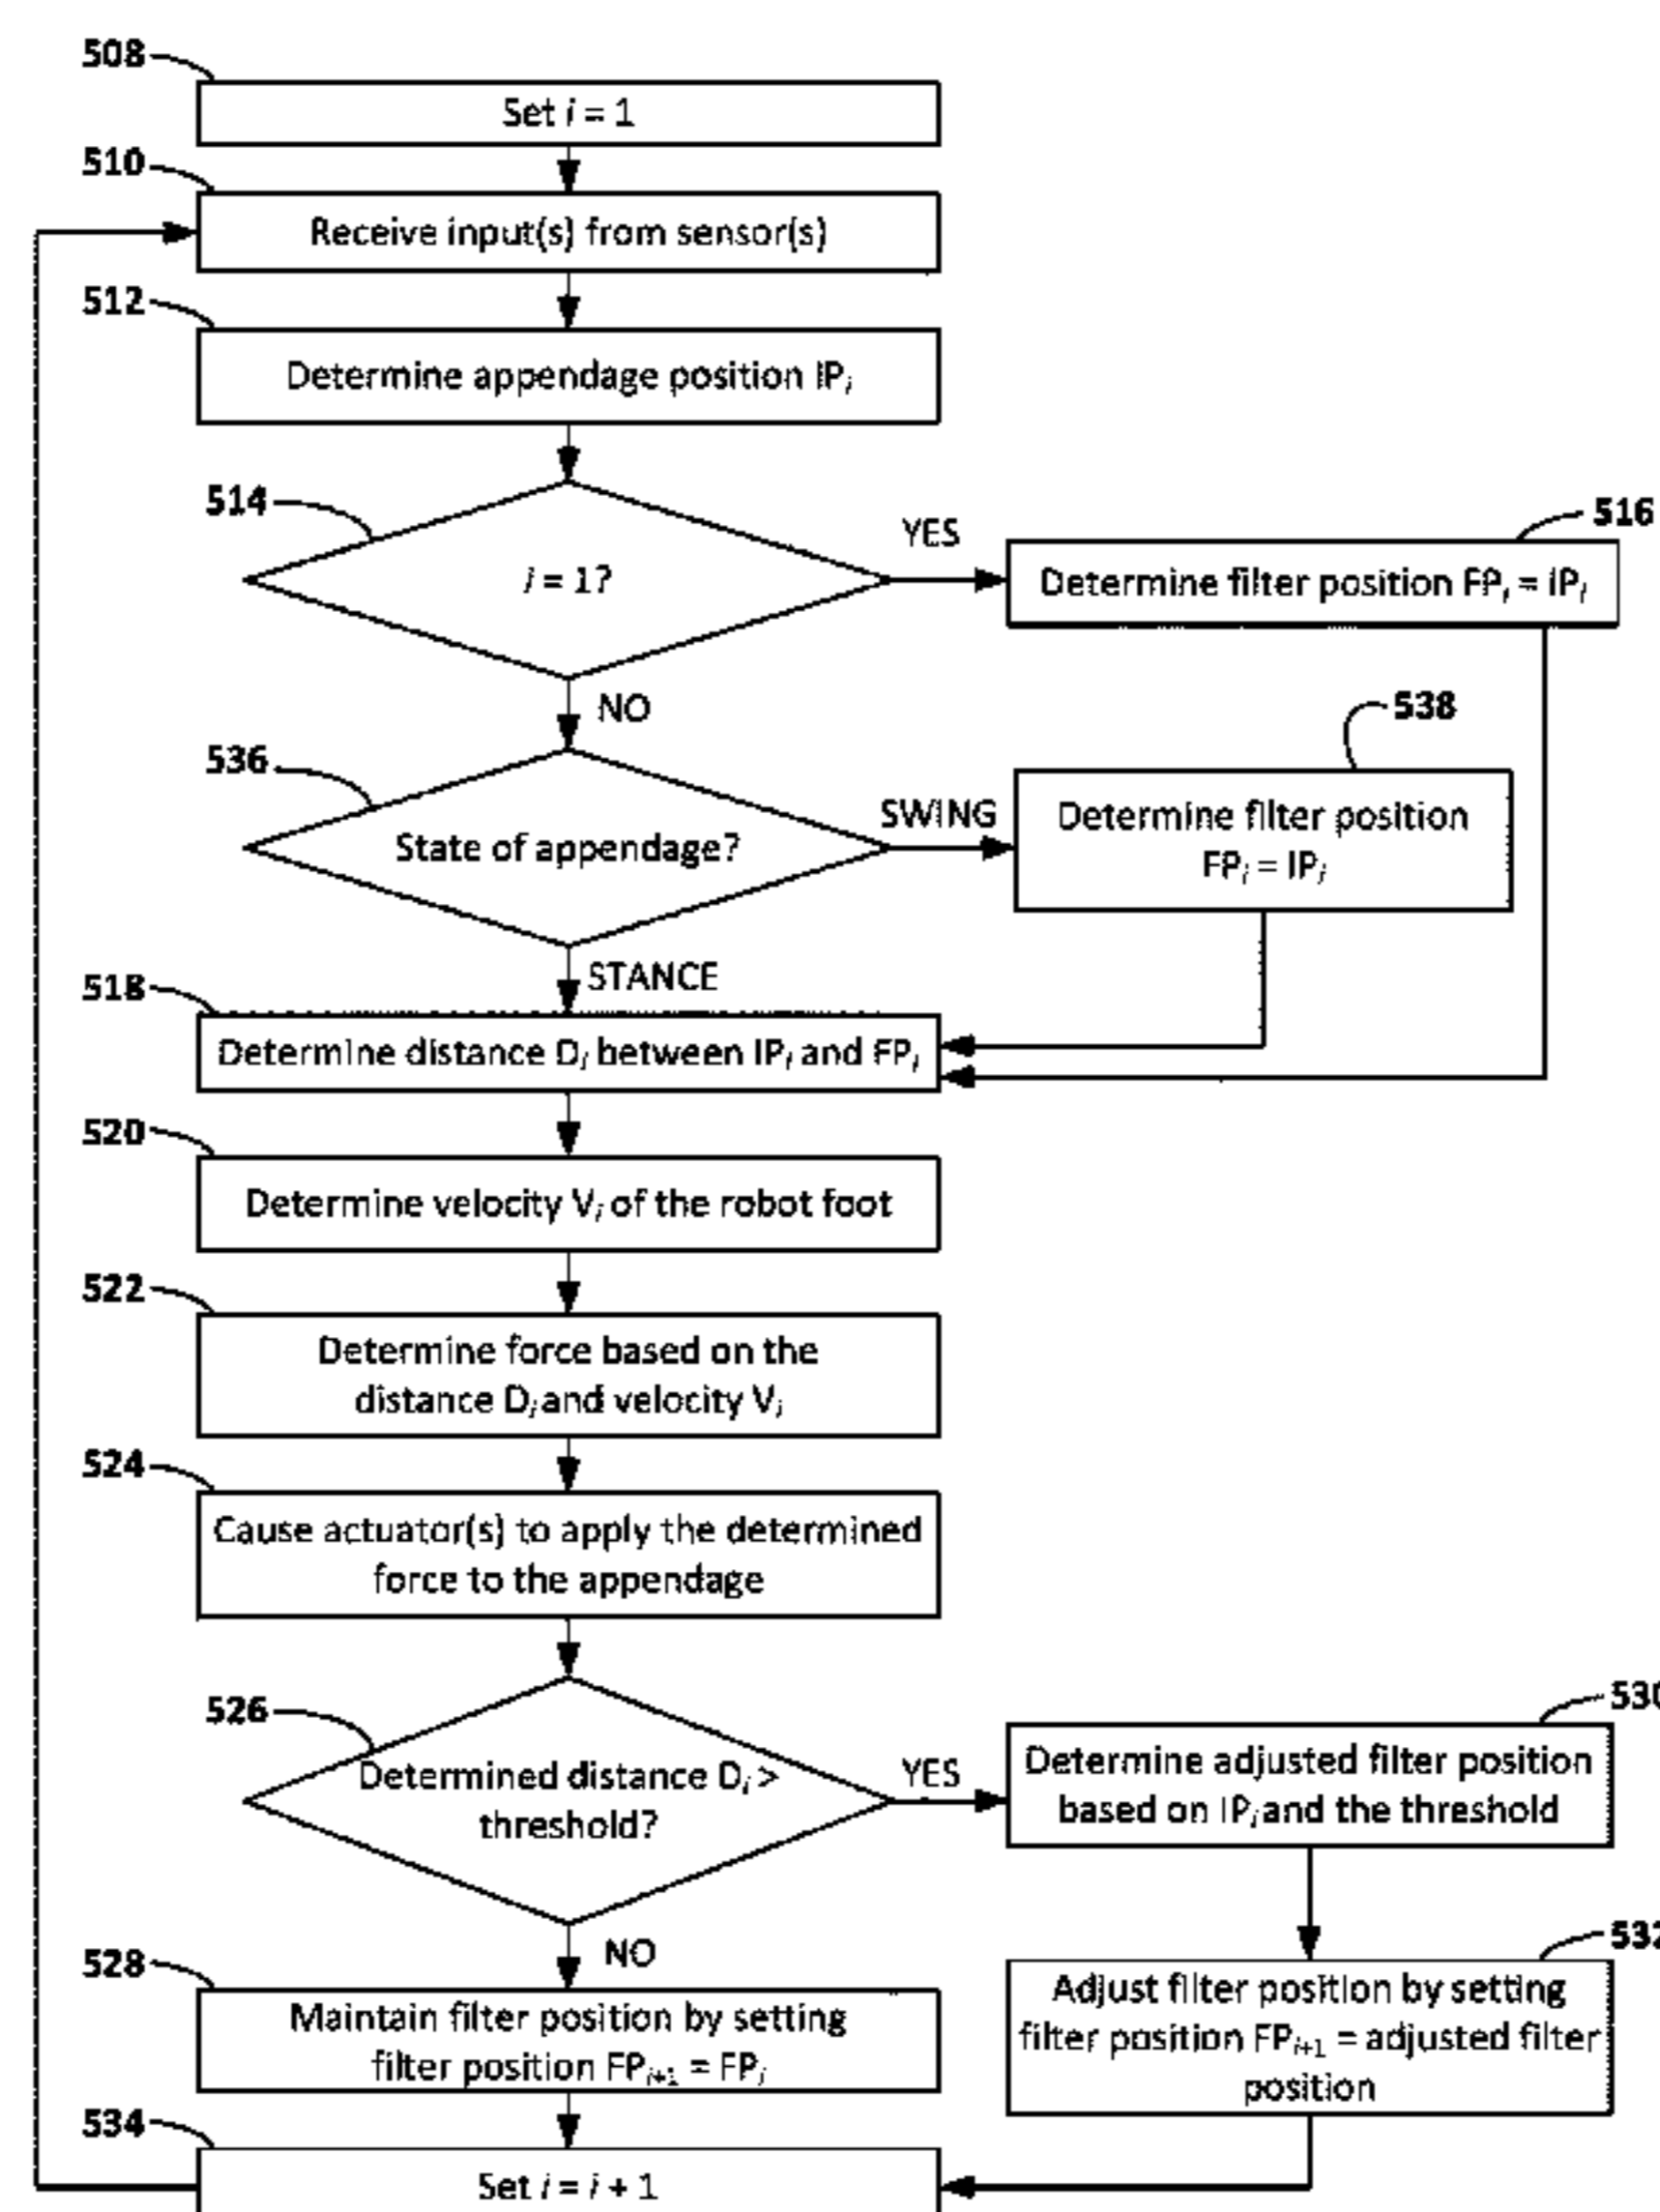 508
Set i = 1
510
Receive input(s) from sensor(s)
512
Determine appendage position IPᵢ
514
i = 1?
YES
516
Determine filter position FPᵢ = IPᵢ
NO
536
State of appendage?
SWING
538
Determine filter position
FPᵢ = IPᵢ
STANCE
518
Determine distance Dᵢ between IPᵢ and FPᵢ
520
Determine velocity Vᵢ of the robot foot
522
Determine force based on the
distance Dᵢ and velocity Vᵢ
524
Cause actuator(s) to apply the determined
force to the appendage
526
Determined distance Dᵢ >
threshold?
YES
530
Determine adjusted filter position
based on IPᵢ and the threshold
NO
528
Maintain filter position by setting
filter position FPᵢ₊₁ = FPᵢ
532
Adjust filter position by setting
filter position FPᵢ₊₁ = adjusted filter
position
534
Set i = i + 1